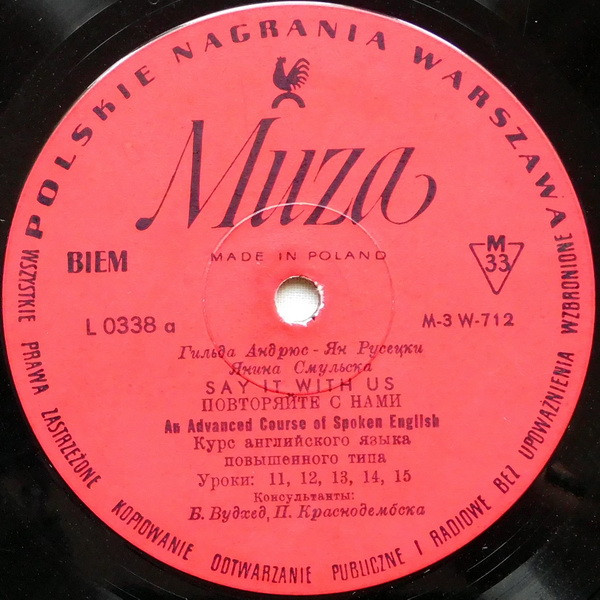 POLSKIE NAGRANIA WARSZAWA
Muza
MADE IN POLAND
BIEM
M
33
L 0338 a
M-3 W-712
Гильда Андрюс - Ян Русецки
Янина Смульска
SAY IT WITH US
ПОВТОРЯЙТЕ С НАМИ
An Advanced Course of Spoken English
Курс английского языка
повышенного типа
Уроки: 11, 12, 13, 14, 15
Консультанты:
Б. Вудхед, П. Краснодембска
WSZYSTKIE PRAWA ZASTRZEŻONE KOPIOWANIE ODTWARZANIE PUBLICZNE I RADIOWE BEZ UPOWAŻNIENIA WZBRONIONE